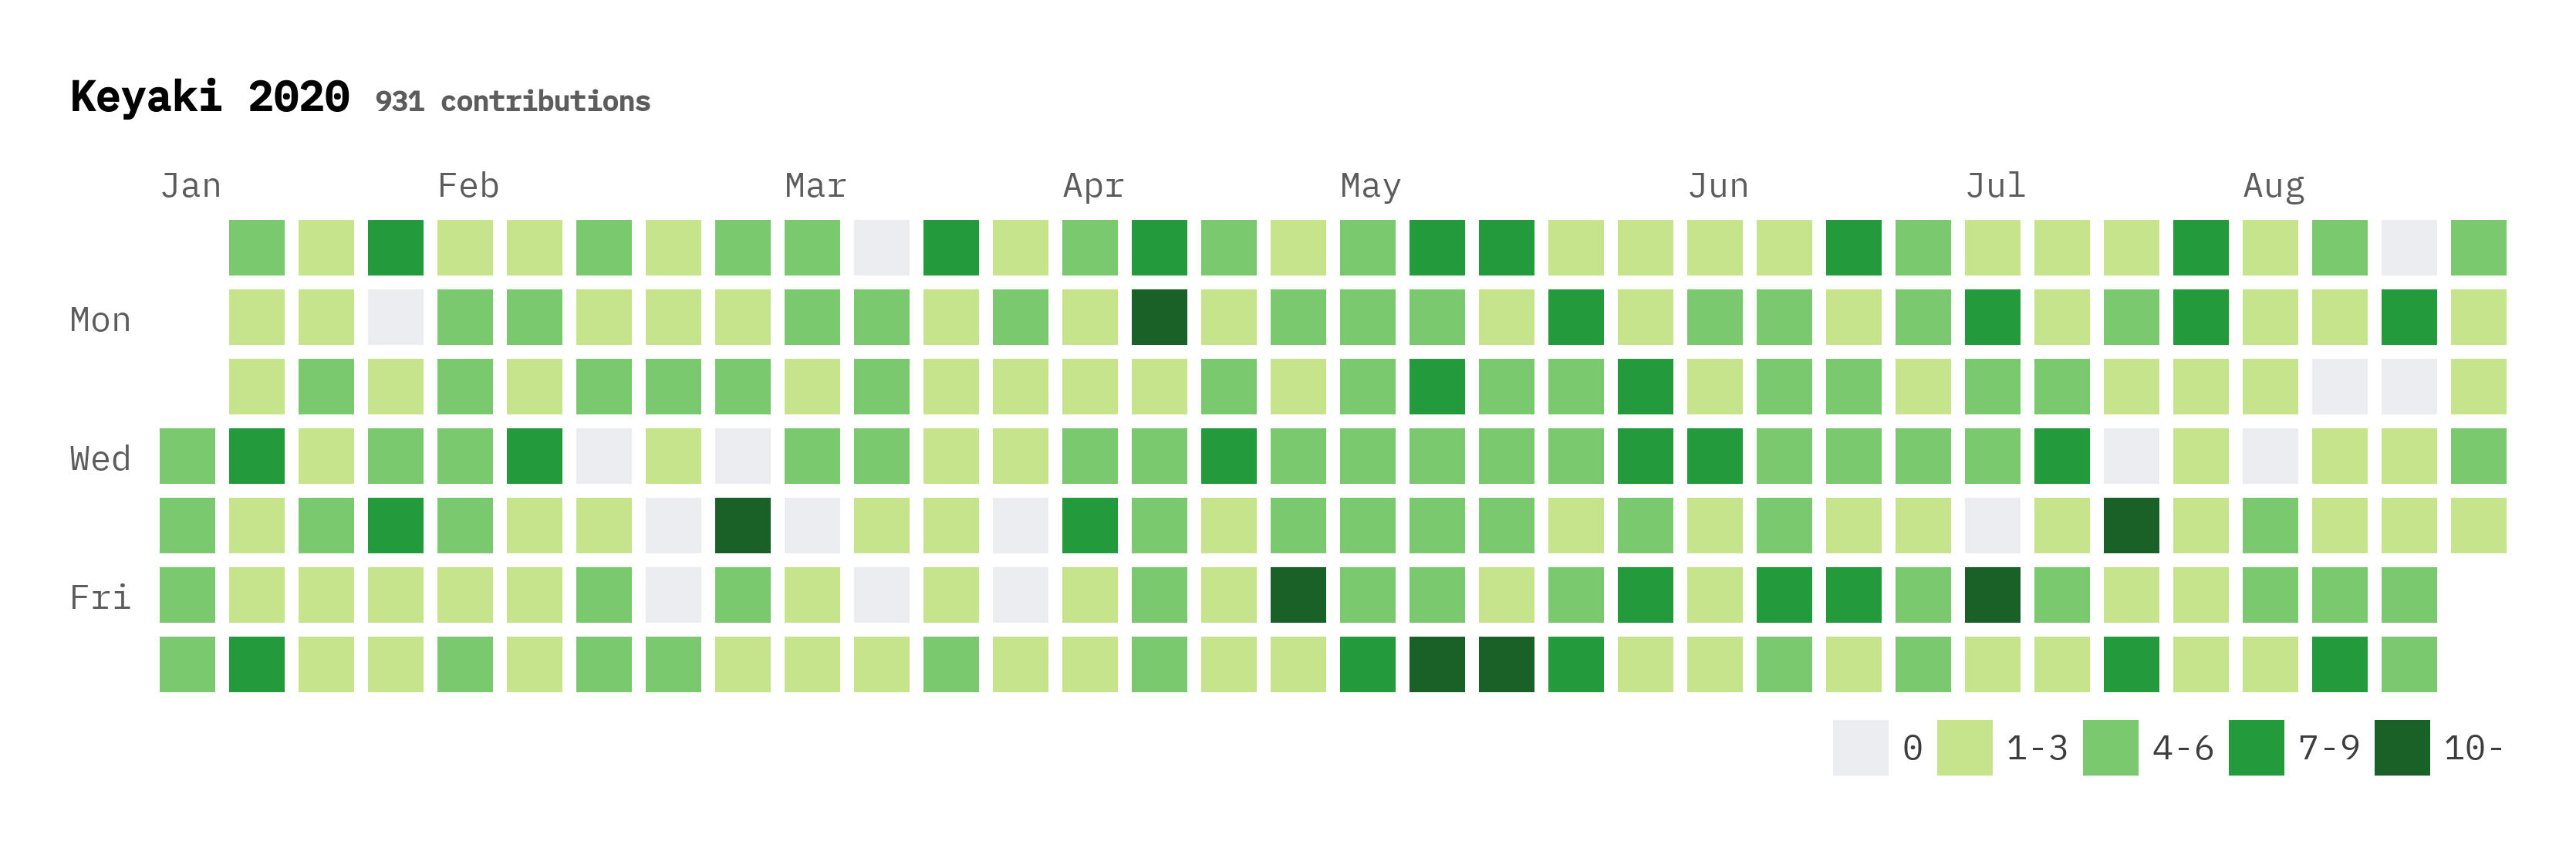 Keyaki 2020 931 contributions
Jan Feb Mar Apr May Jun Jul Aug
Mon
Wed
Fri
0 1-3 4-6 7-9 10-